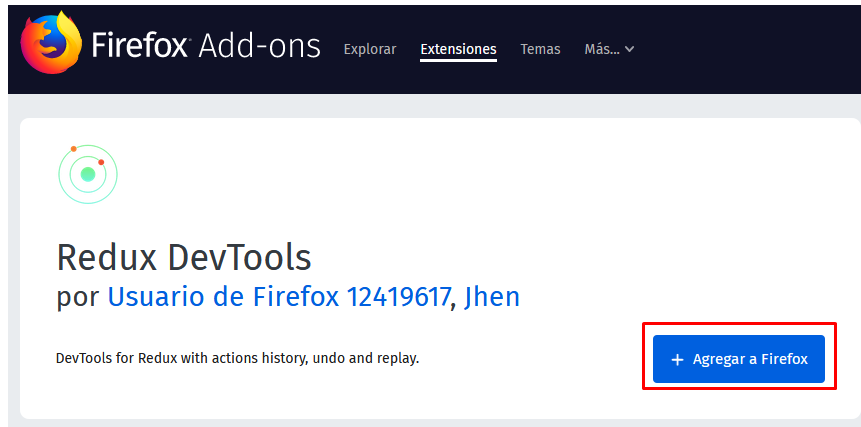 Firefox Add-ons Explorar Extensiones Temas Más...
Redux DevTools
por Usuario de Firefox 12419617, Jhen
DevTools for Redux with actions history, undo and replay.
+ Agregar a Firefox